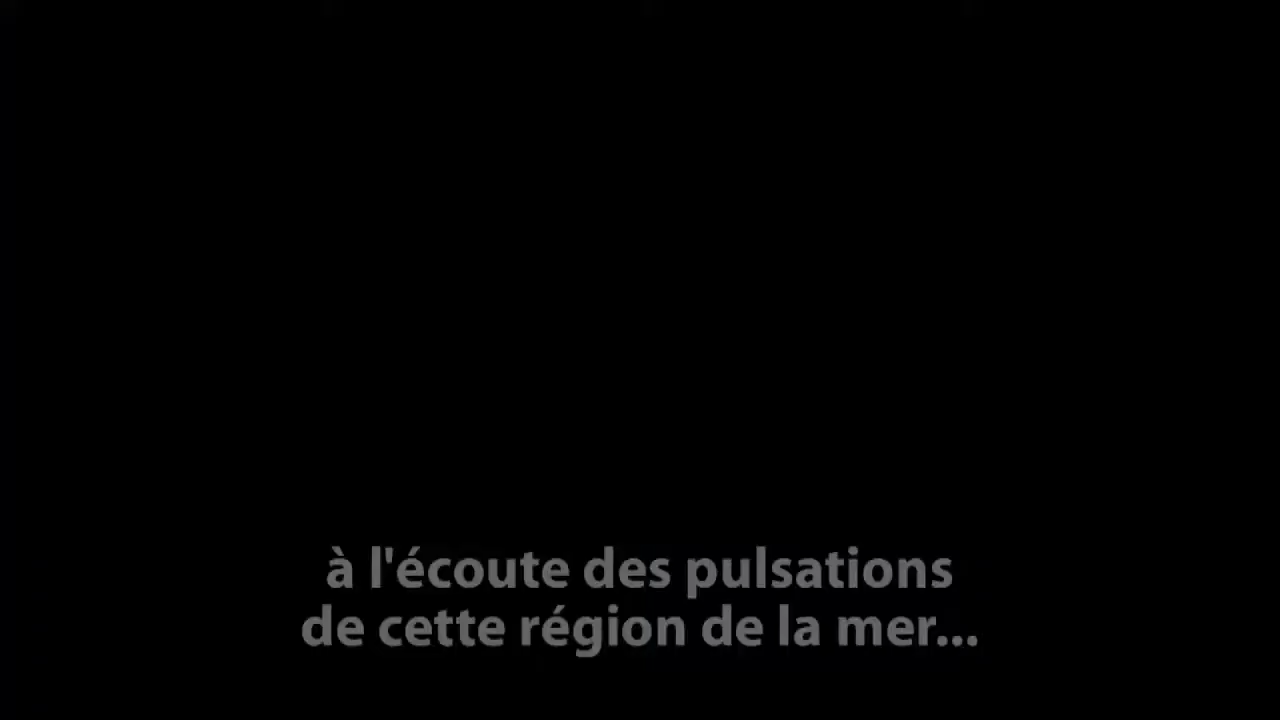 à l'écoute des pulsations
de cette région de la mer...